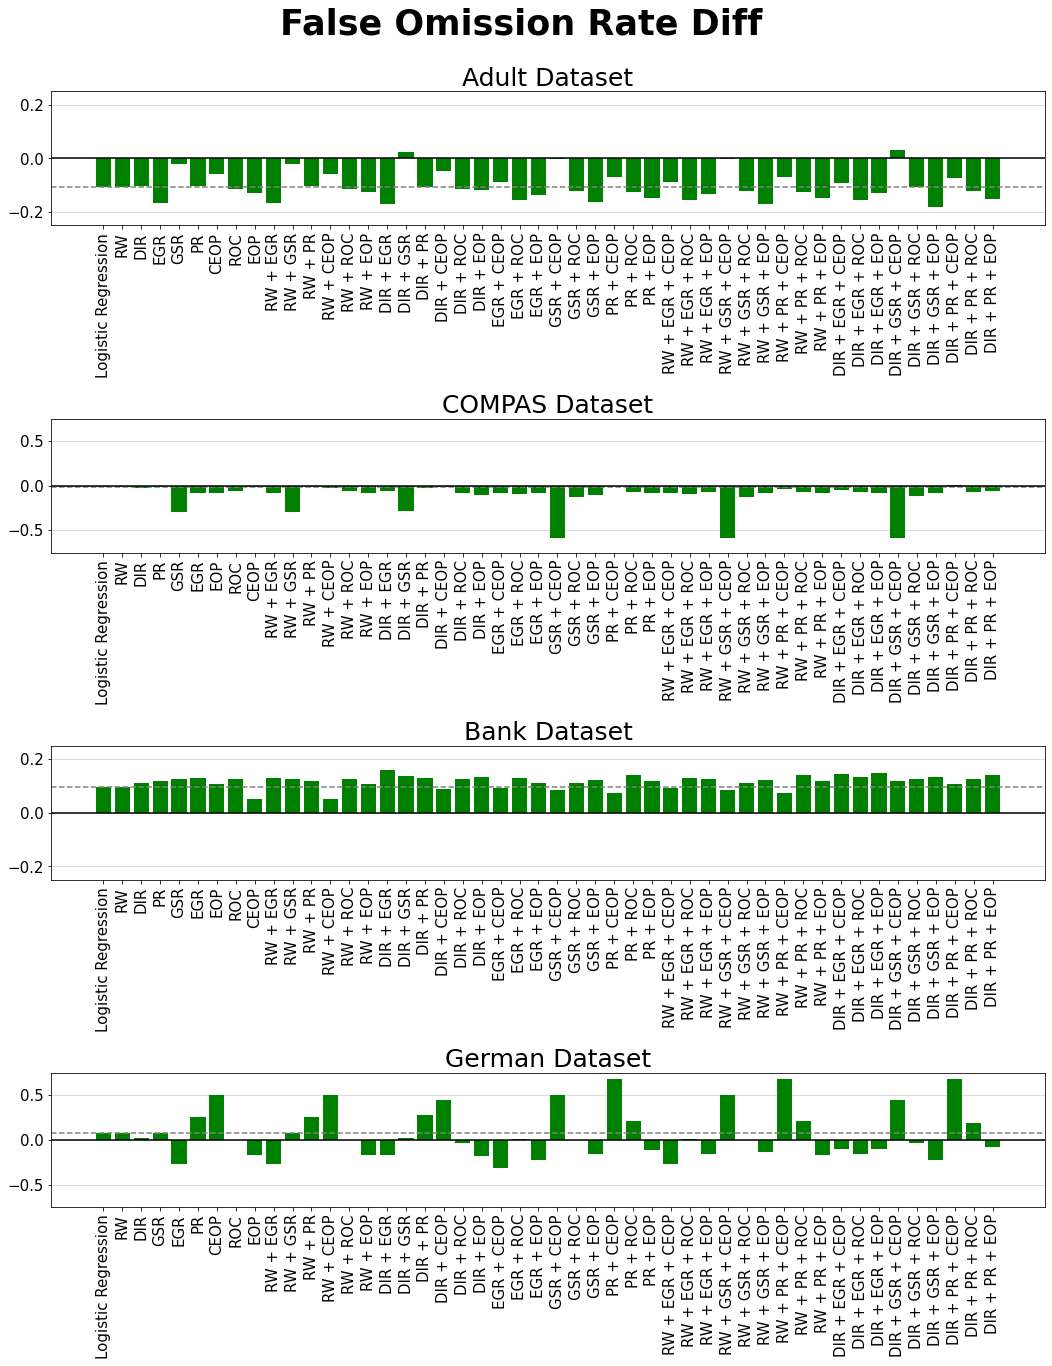 False Omission Rate Diff
Adult Dataset
0.2
0.0
−0.2
Logistic Regression
RW
DIR
EGR
GSR
PR
CEOP
ROC
EOP
RW + EGR
RW + GSR
RW + PR
RW + CEOP
RW + ROC
RW + EOP
DIR + EGR
DIR + GSR
DIR + PR
DIR + CEOP
DIR + ROC
DIR + EOP
EGR + CEOP
EGR + ROC
EGR + EOP
GSR + CEOP
GSR + ROC
GSR + EOP
PR + CEOP
PR + ROC
PR + EOP
RW + EGR + CEOP
RW + EGR + ROC
RW + EGR + EOP
RW + GSR + CEOP
RW + GSR + ROC
RW + GSR + EOP
RW + PR + CEOP
RW + PR + ROC
RW + PR + EOP
DIR + EGR + CEOP
DIR + EGR + ROC
DIR + EGR + EOP
DIR + GSR + CEOP
DIR + GSR + ROC
DIR + GSR + EOP
DIR + PR + CEOP
DIR + PR + ROC
DIR + PR + EOP
COMPAS Dataset
0.5
0.0
−0.5
Logistic Regression
RW
DIR
PR
GSR
EGR
EOP
ROC
CEOP
RW + EGR
RW + GSR
RW + PR
RW + CEOP
RW + ROC
RW + EOP
DIR + EGR
DIR + GSR
DIR + PR
DIR + CEOP
DIR + ROC
DIR + EOP
EGR + CEOP
EGR + ROC
EGR + EOP
GSR + CEOP
GSR + ROC
GSR + EOP
PR + CEOP
PR + ROC
PR + EOP
RW + EGR + CEOP
RW + EGR + ROC
RW + EGR + EOP
RW + GSR + CEOP
RW + GSR + ROC
RW + GSR + EOP
RW + PR + CEOP
RW + PR + ROC
RW + PR + EOP
DIR + EGR + CEOP
DIR + EGR + ROC
DIR + EGR + EOP
DIR + GSR + CEOP
DIR + GSR + ROC
DIR + GSR + EOP
DIR + PR + CEOP
DIR + PR + ROC
DIR + PR + EOP
Bank Dataset
0.2
0.0
−0.2
Logistic Regression
RW
DIR
PR
GSR
EGR
EOP
ROC
CEOP
RW + EGR
RW + GSR
RW + PR
RW + CEOP
RW + ROC
RW + EOP
DIR + EGR
DIR + GSR
DIR + PR
DIR + CEOP
DIR + ROC
DIR + EOP
EGR + CEOP
EGR + ROC
EGR + EOP
GSR + CEOP
GSR + ROC
GSR + EOP
PR + CEOP
PR + ROC
PR + EOP
RW + EGR + CEOP
RW + EGR + ROC
RW + EGR + EOP
RW + GSR + CEOP
RW + GSR + ROC
RW + GSR + EOP
RW + PR + CEOP
RW + PR + ROC
RW + PR + EOP
DIR + EGR + CEOP
DIR + EGR + ROC
DIR + EGR + EOP
DIR + GSR + CEOP
DIR + GSR + ROC
DIR + GSR + EOP
DIR + PR + CEOP
DIR + PR + ROC
DIR + PR + EOP
German Dataset
0.5
0.0
−0.5
Logistic Regression
RW
DIR
GSR
EGR
PR
CEOP
ROC
EOP
RW + EGR
RW + GSR
RW + PR
RW + CEOP
RW + ROC
RW + EOP
DIR + EGR
DIR + GSR
DIR + PR
DIR + CEOP
DIR + ROC
DIR + EOP
EGR + CEOP
EGR + ROC
EGR + EOP
GSR + CEOP
GSR + ROC
GSR + EOP
PR + CEOP
PR + ROC
PR + EOP
RW + EGR + CEOP
RW + EGR + ROC
RW + EGR + EOP
RW + GSR + CEOP
RW + GSR + ROC
RW + GSR + EOP
RW + PR + CEOP
RW + PR + ROC
RW + PR + EOP
DIR + EGR + CEOP
DIR + EGR + ROC
DIR + EGR + EOP
DIR + GSR + CEOP
DIR + GSR + ROC
DIR + GSR + EOP
DIR + PR + CEOP
DIR + PR + ROC
DIR + PR + EOP